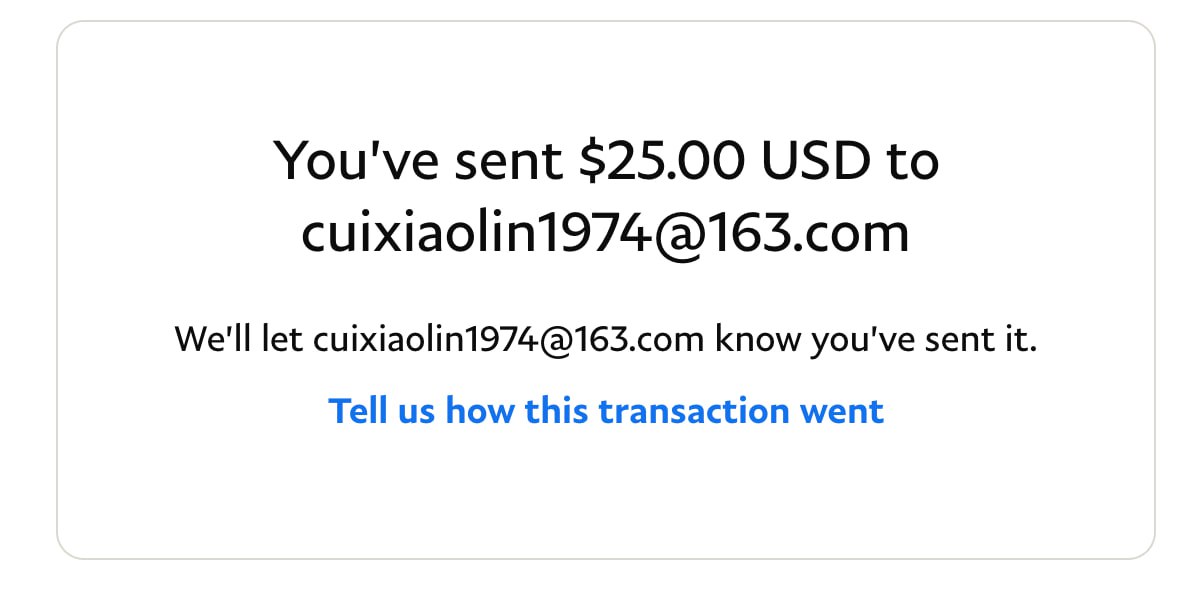 You've sent $25.00 USD to
cuixiaolin1974@163.com
We'll let cuixiaolin1974@163.com know you've sent it.
Tell us how this transaction went